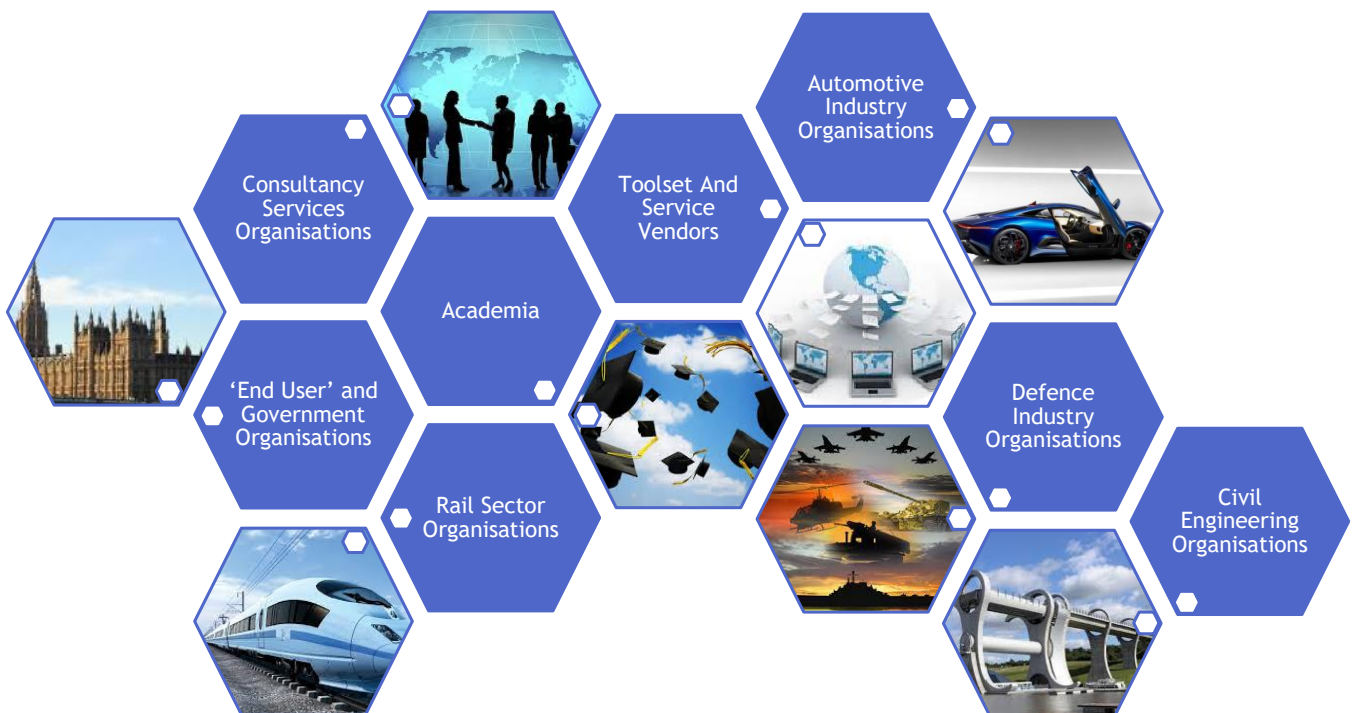 Automotive
Industry
Organisations
Consultancy
Services
Organisations
Toolset And
Service
Vendors
Academia
‘End User’ and
Government
Organisations
Defence
Industry
Organisations
Rail Sector
Organisations
Civil
Engineering
Organisations